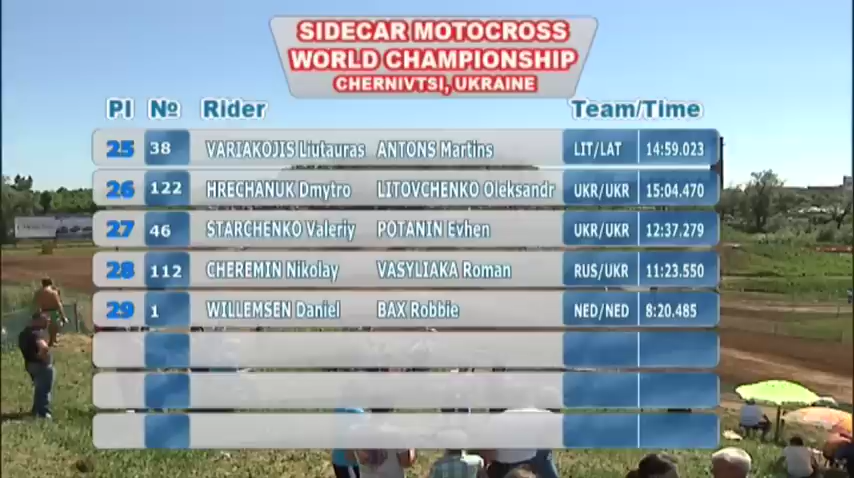 SIDECAR MOTOCROSS
WORLD CHAMPIONSHIP
CHERNIVTSI, UKRAINE
Pl № Rider Team/Time
25 38 VARIAKOJIS Liutauras ANTONS Martins LIT/LAT 14:59.023
26 122 HRECHANUK Dmytro LITOVCHENKO Oleksandr UKR/UKR 15:04.470
27 46 STARCHENKO Valeriy POTANIN Evhen UKR/UKR 12:37.279
28 112 CHEREMIN Nikolay VASYLIAKA Roman RUS/UKR 11:23.550
29 1 WILLEMSEN Daniel BAX Robbie NED/NED 8:20.485